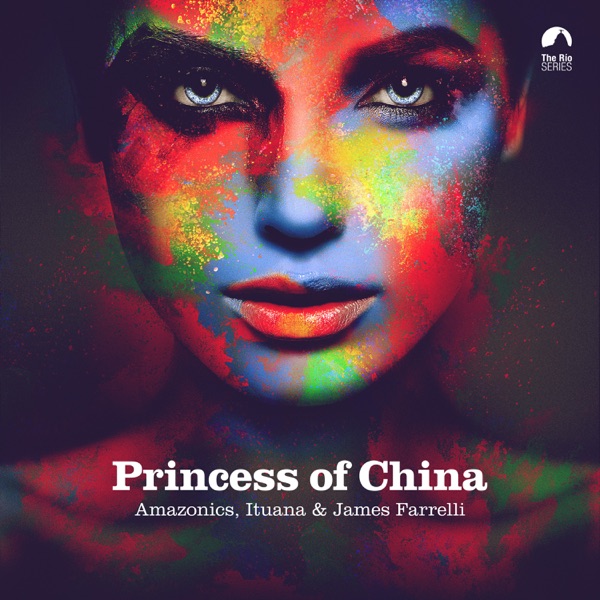 The Rio
SERIES
Princess of China
Amazonics, Ituana & James Farrelli